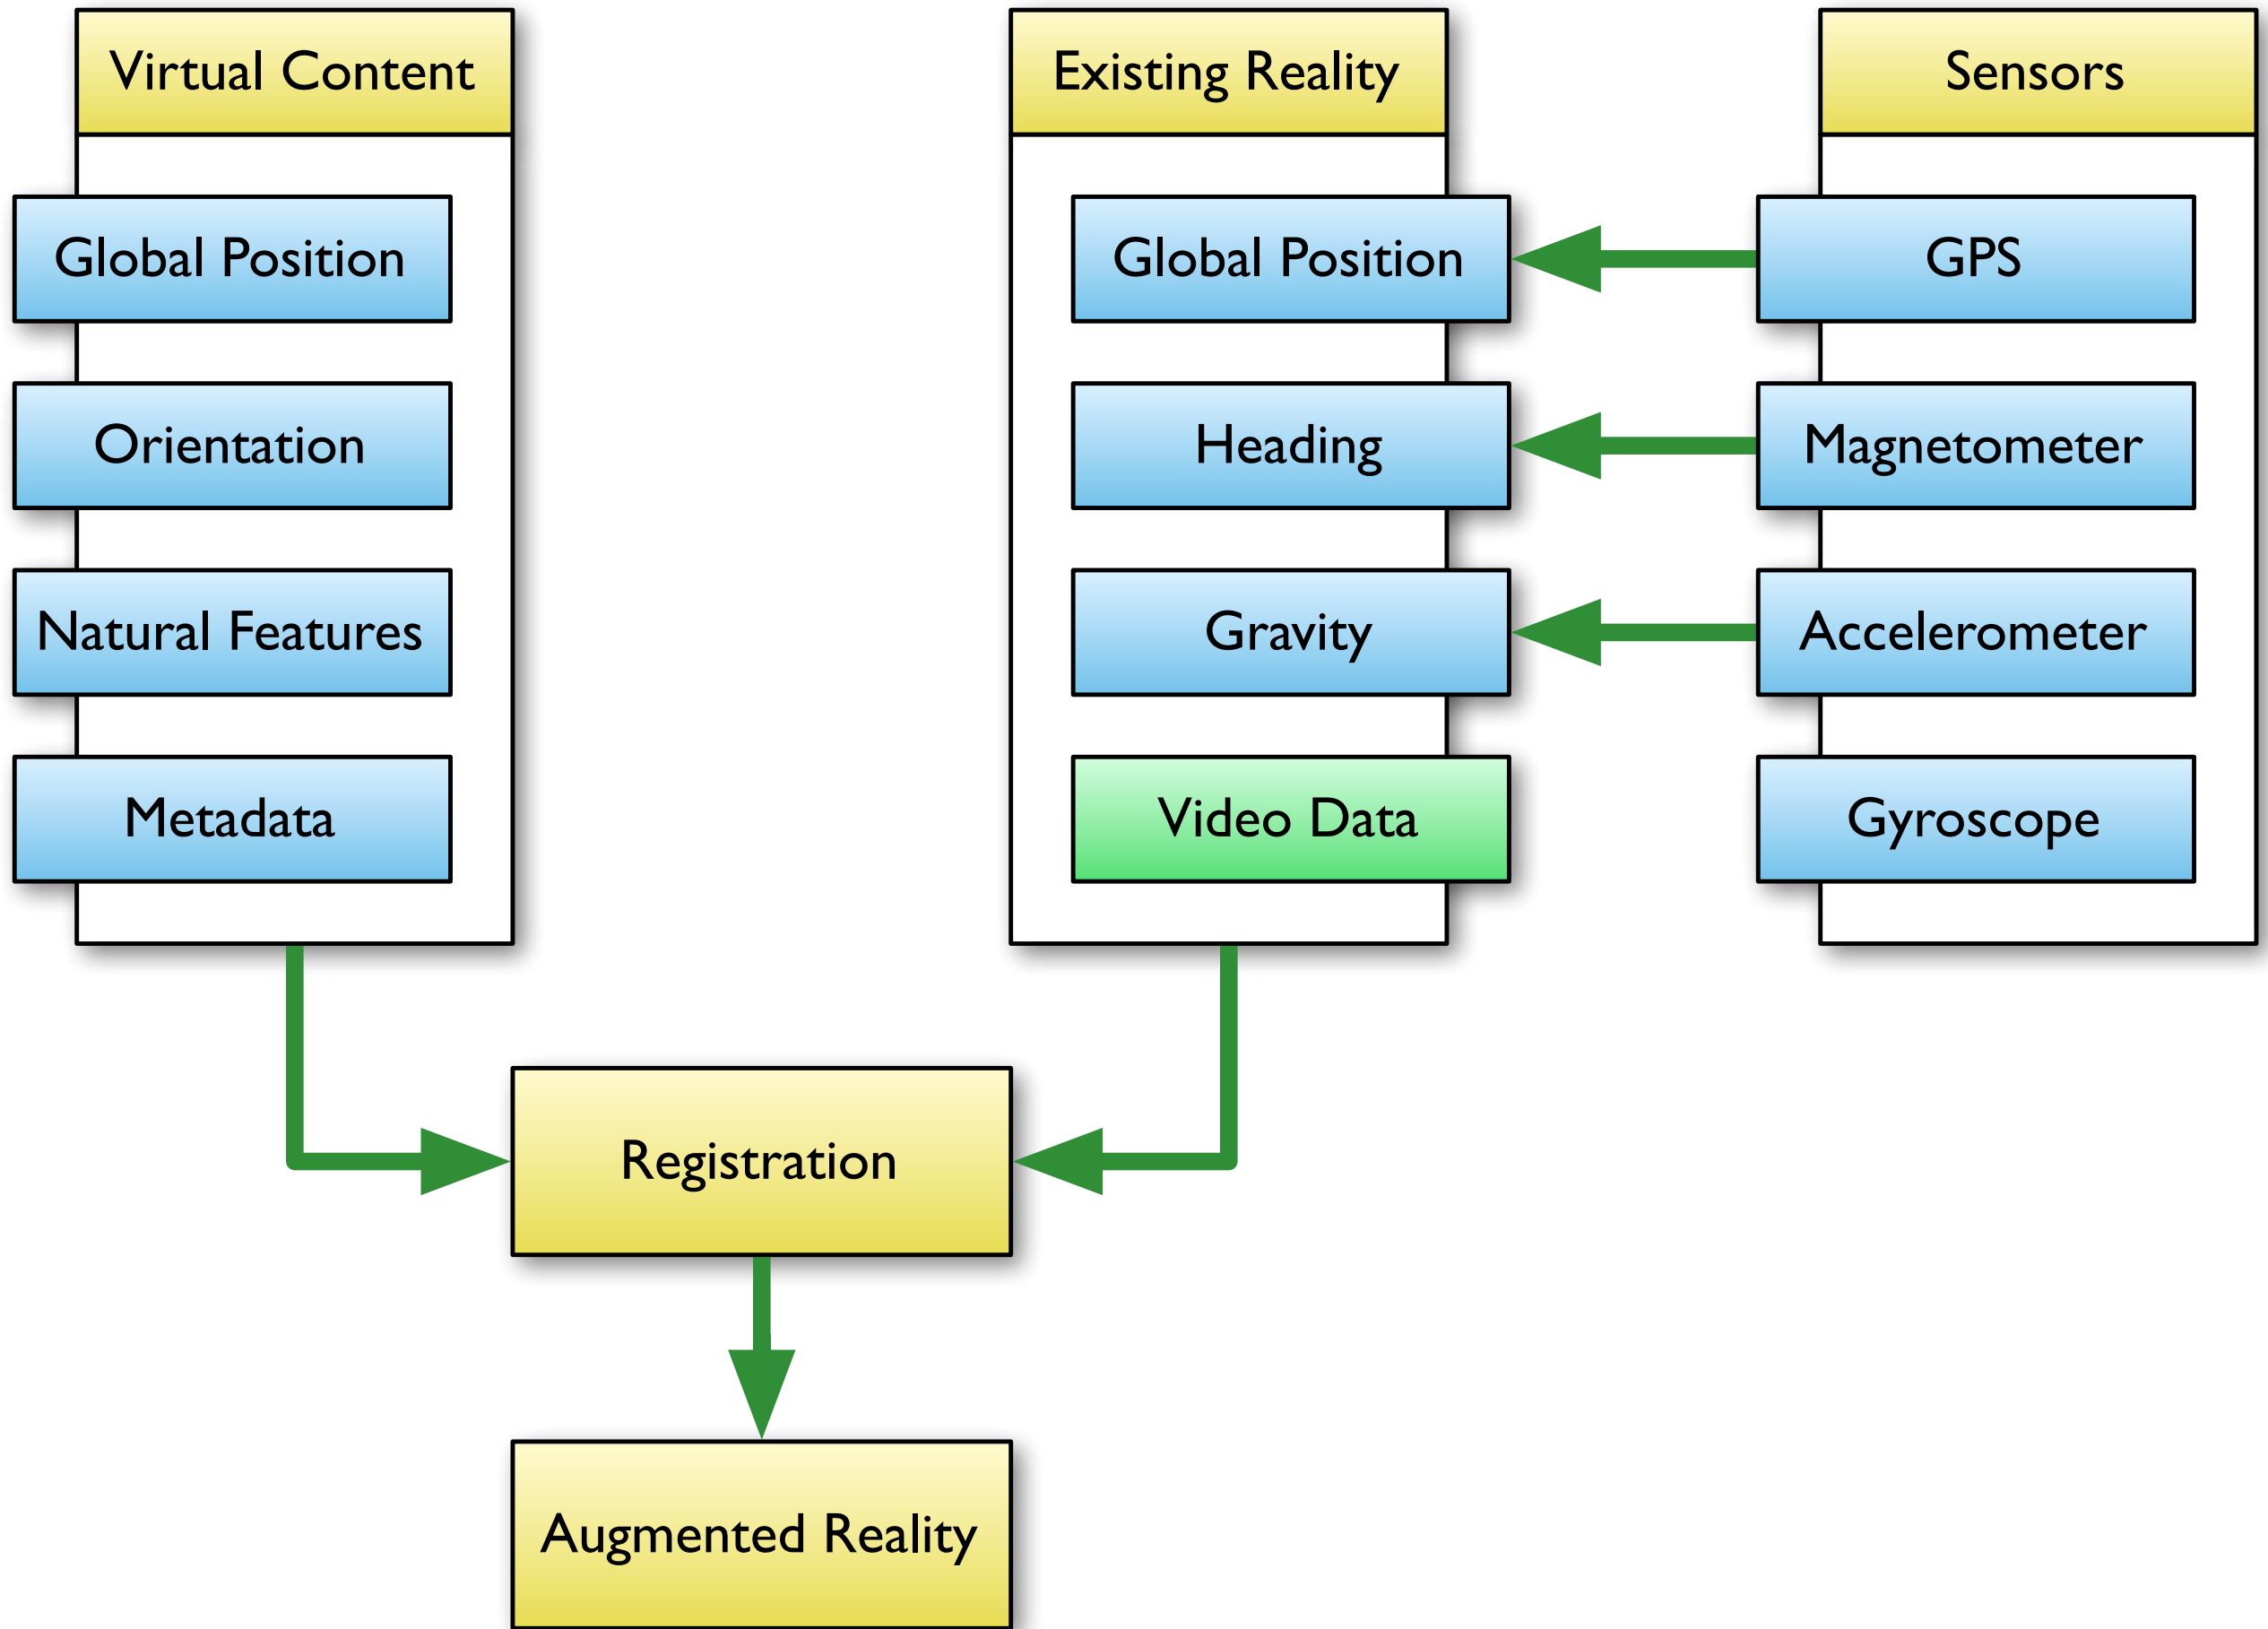 Virtual Content
Global Position
Orientation
Natural Features
Metadata
Existing Reality
Global Position
Heading
Gravity
Video Data
Sensors
GPS
Magnetometer
Accelerometer
Gyroscope
Registration
Augmented Reality